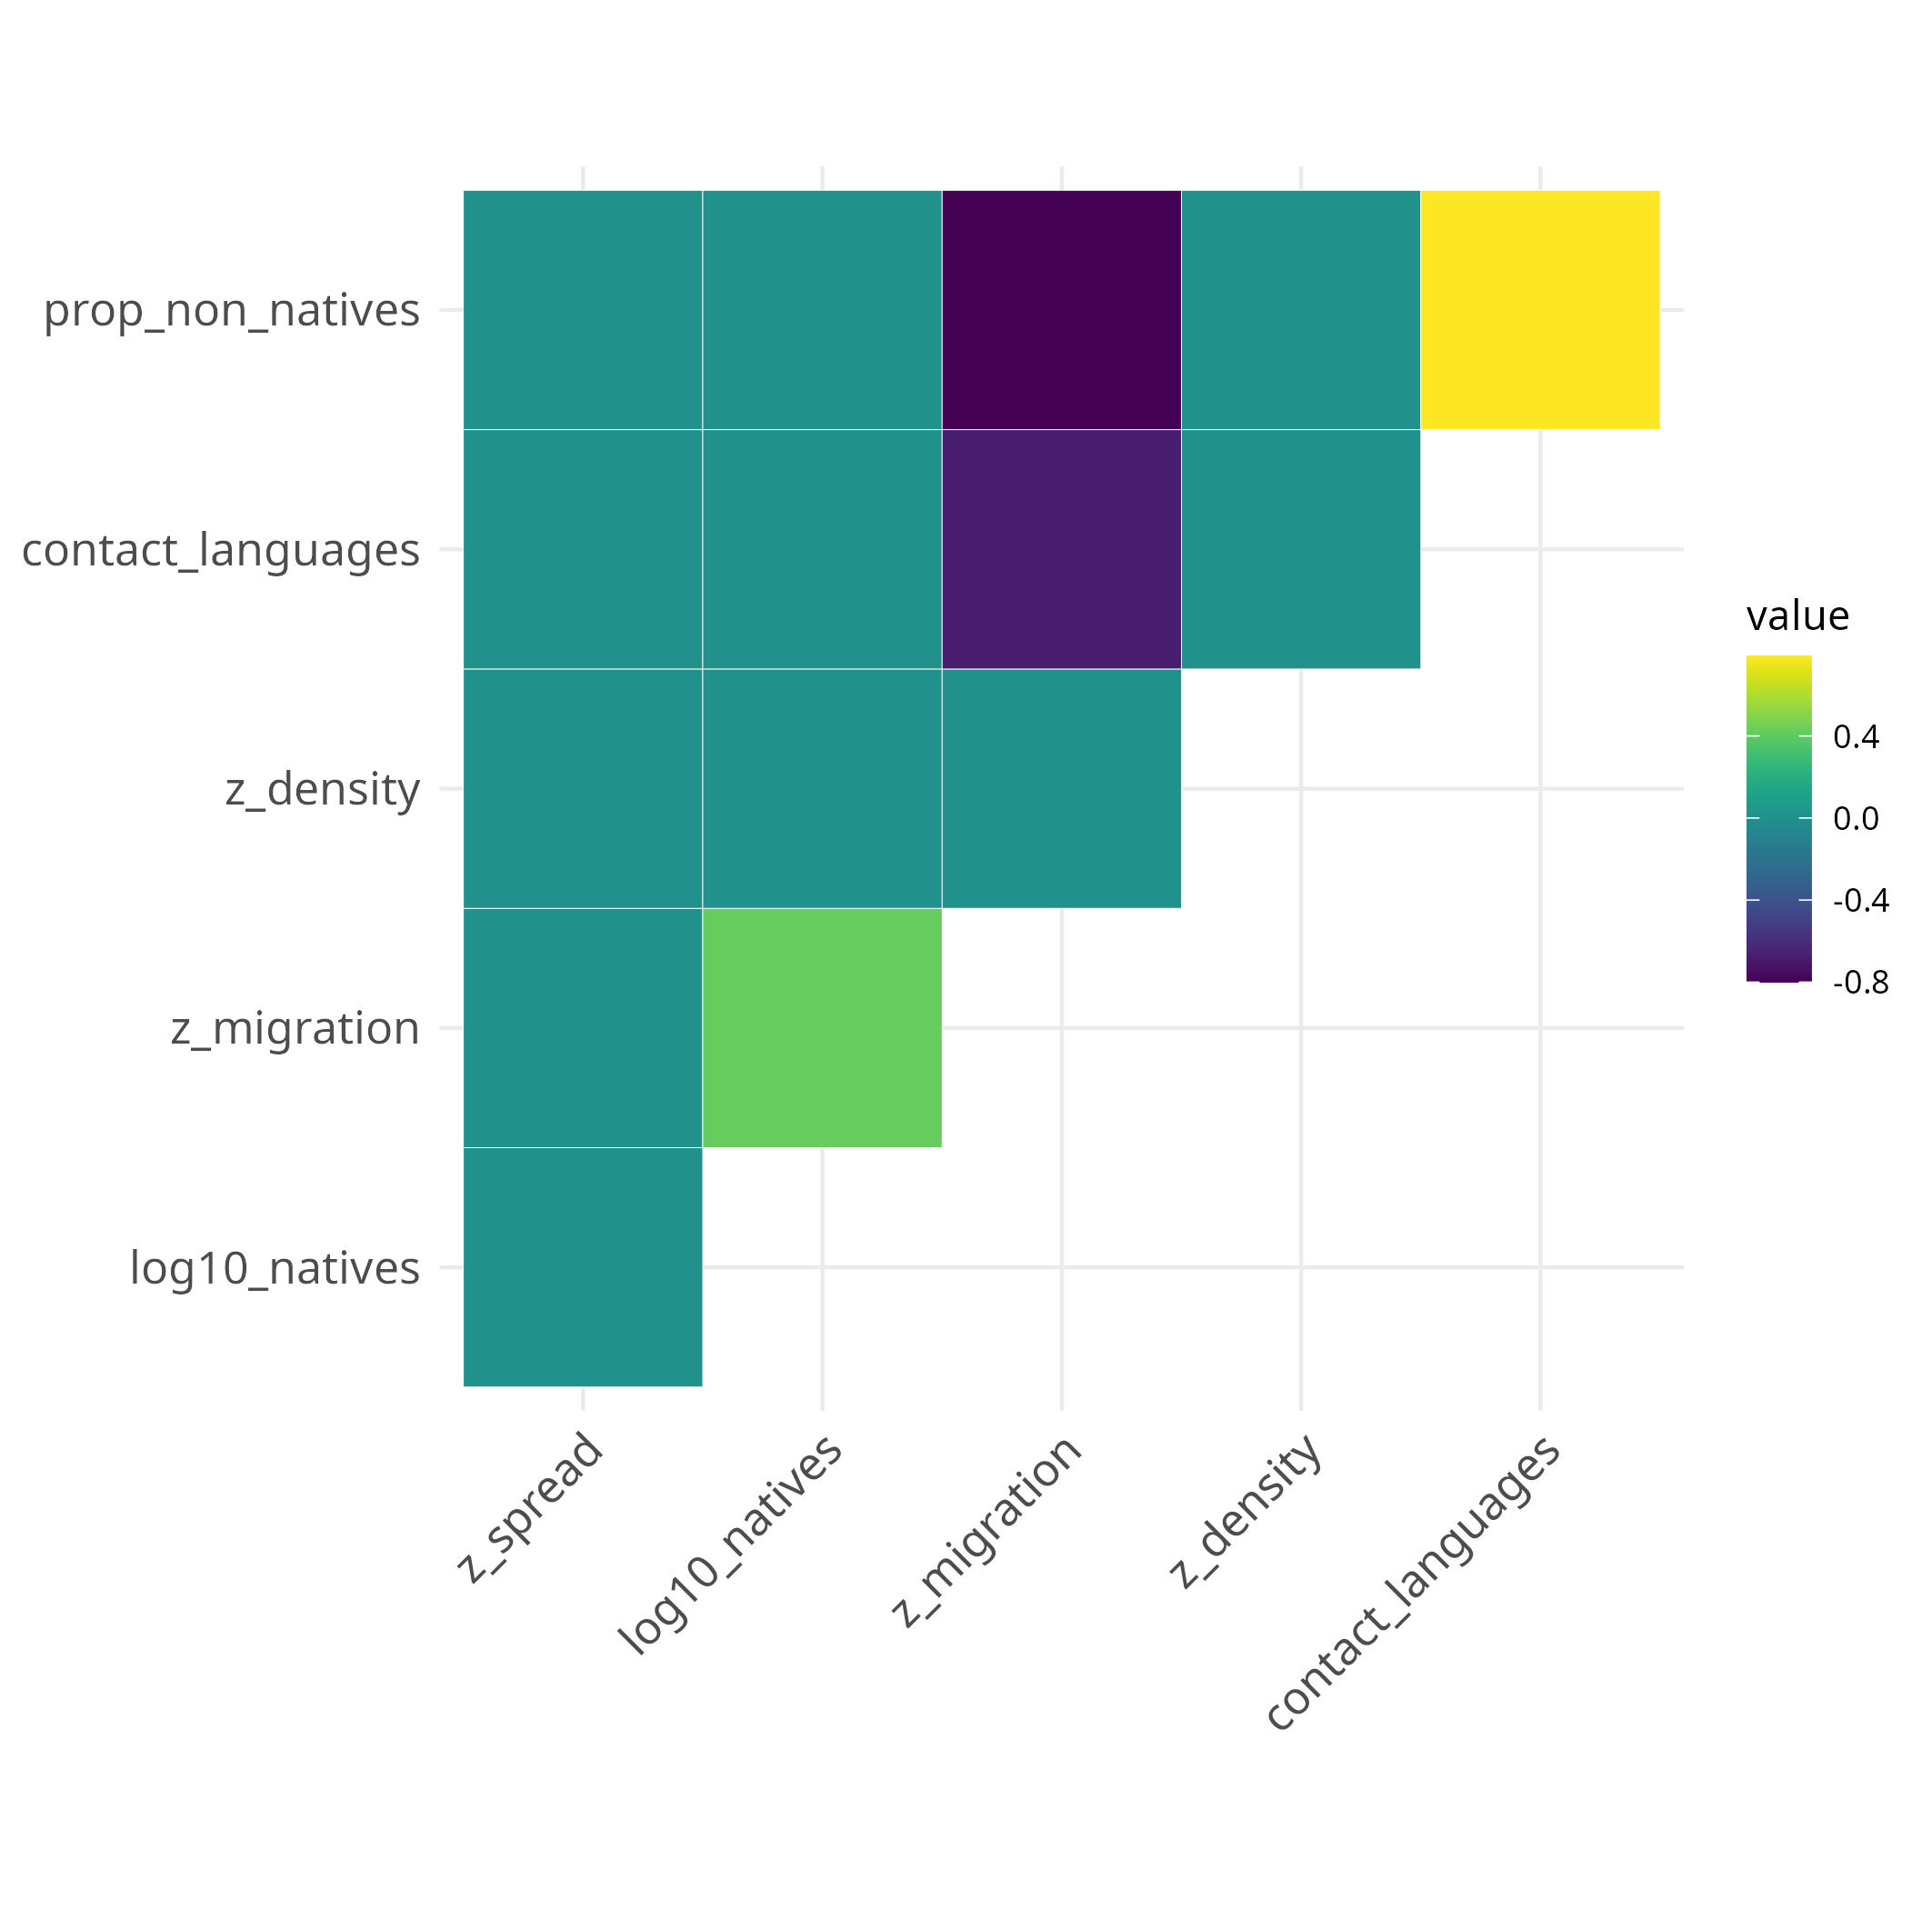 prop_non_natives
contact_languages
z_density
z_migration
log10_natives
z_spread
log10_natives
z_migration
z_density
contact_languages
value
0.4
0.0
-0.4
-0.8